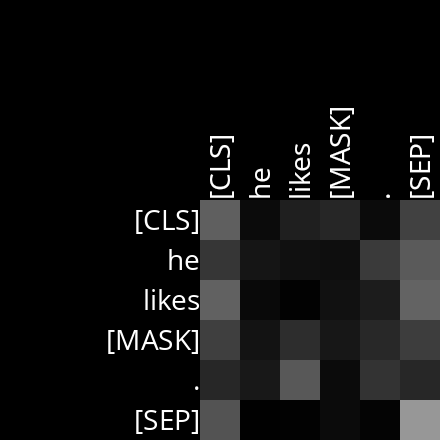 [CLS] he likes [MASK] . [SEP]
[CLS]
he
likes
[MASK]
.
[SEP]